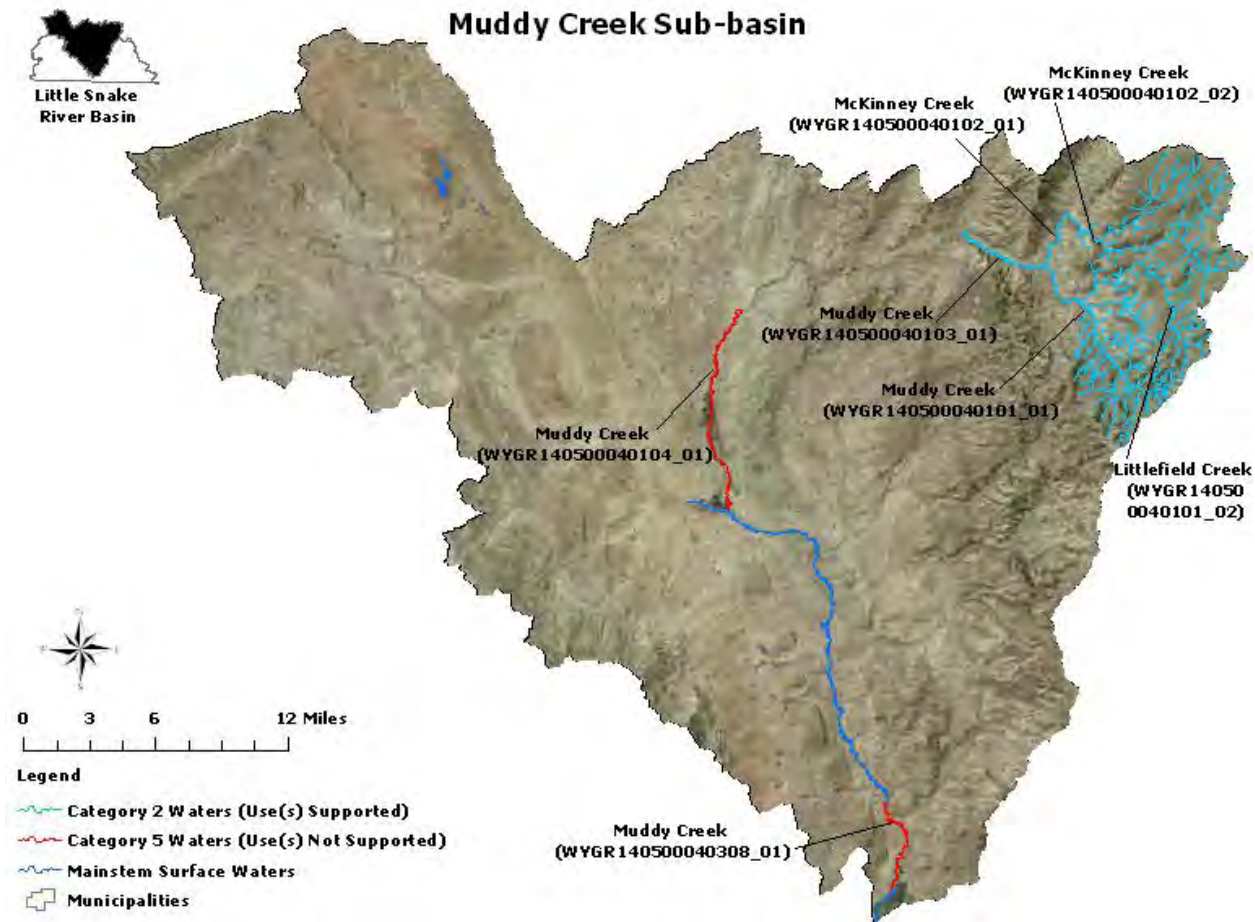 Muddy Creek Sub-basin
Little Snake
River Basin
McKinney Creek
(WYGR140500040102_02)
McKinney Creek
(WYGR140500040102_01)
Muddy Creek
(WYGR140500040103_01)
Muddy Creek
(WYGR140500040101_01)
Muddy Creek
(WYGR140500040104_01)
Littlefield Creek
(WYGR14050
0040101_02)
0 3 6 12 Miles
Legend
Category 2 Waters (Use(s) Supported)
Category 5 Waters (Use(s) Not Supported)
Mainstem Surface Waters
Municipalities
Muddy Creek
(WYGR140500040308_01)